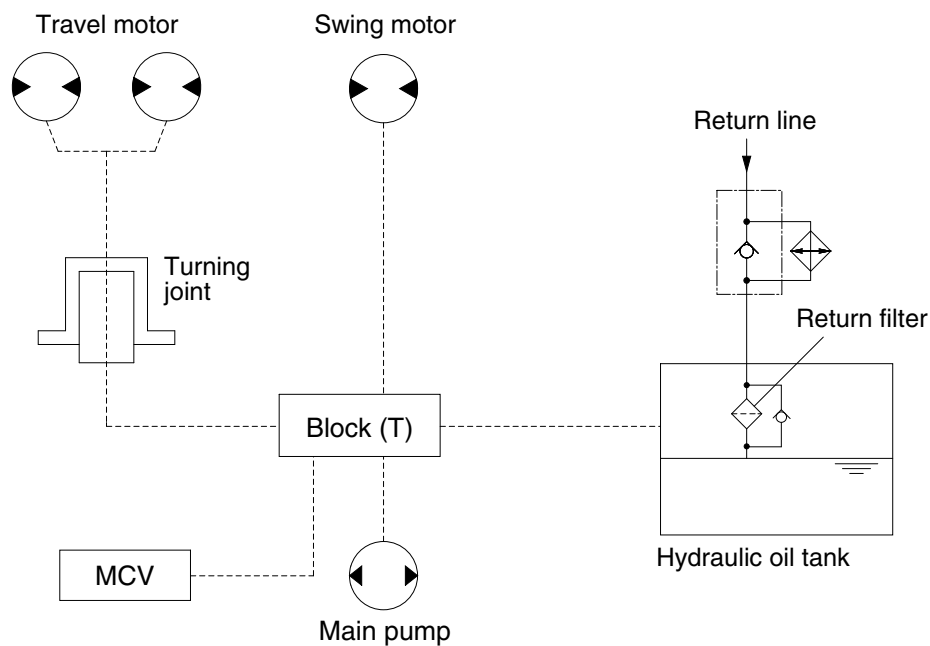 Travel motor
Swing motor
Return line
Turning
joint
Return filter
Block (T)
Hydraulic oil tank
MCV
Main pump